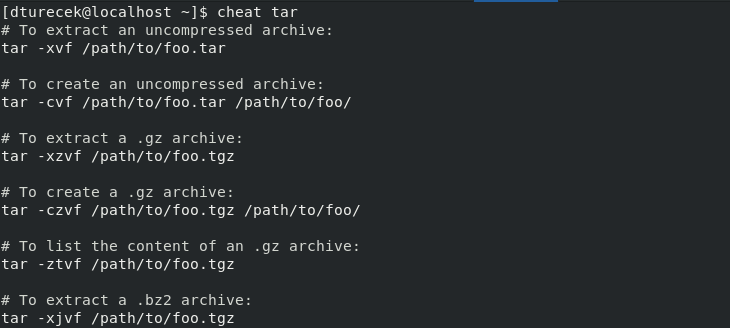 [dturecek@localhost ~]$ cheat tar
# To extract an uncompressed archive:
tar -xvf /path/to/foo.tar
# To create an uncompressed archive:
tar -cvf /path/to/foo.tar /path/to/foo/
# To extract a .gz archive:
tar -xzvf /path/to/foo.tgz
# To create a .gz archive:
tar -czvf /path/to/foo.tgz /path/to/foo/
# To list the content of an .gz archive:
tar -ztvf /path/to/foo.tgz
# To extract a .bz2 archive:
tar -xjvf /path/to/foo.tgz